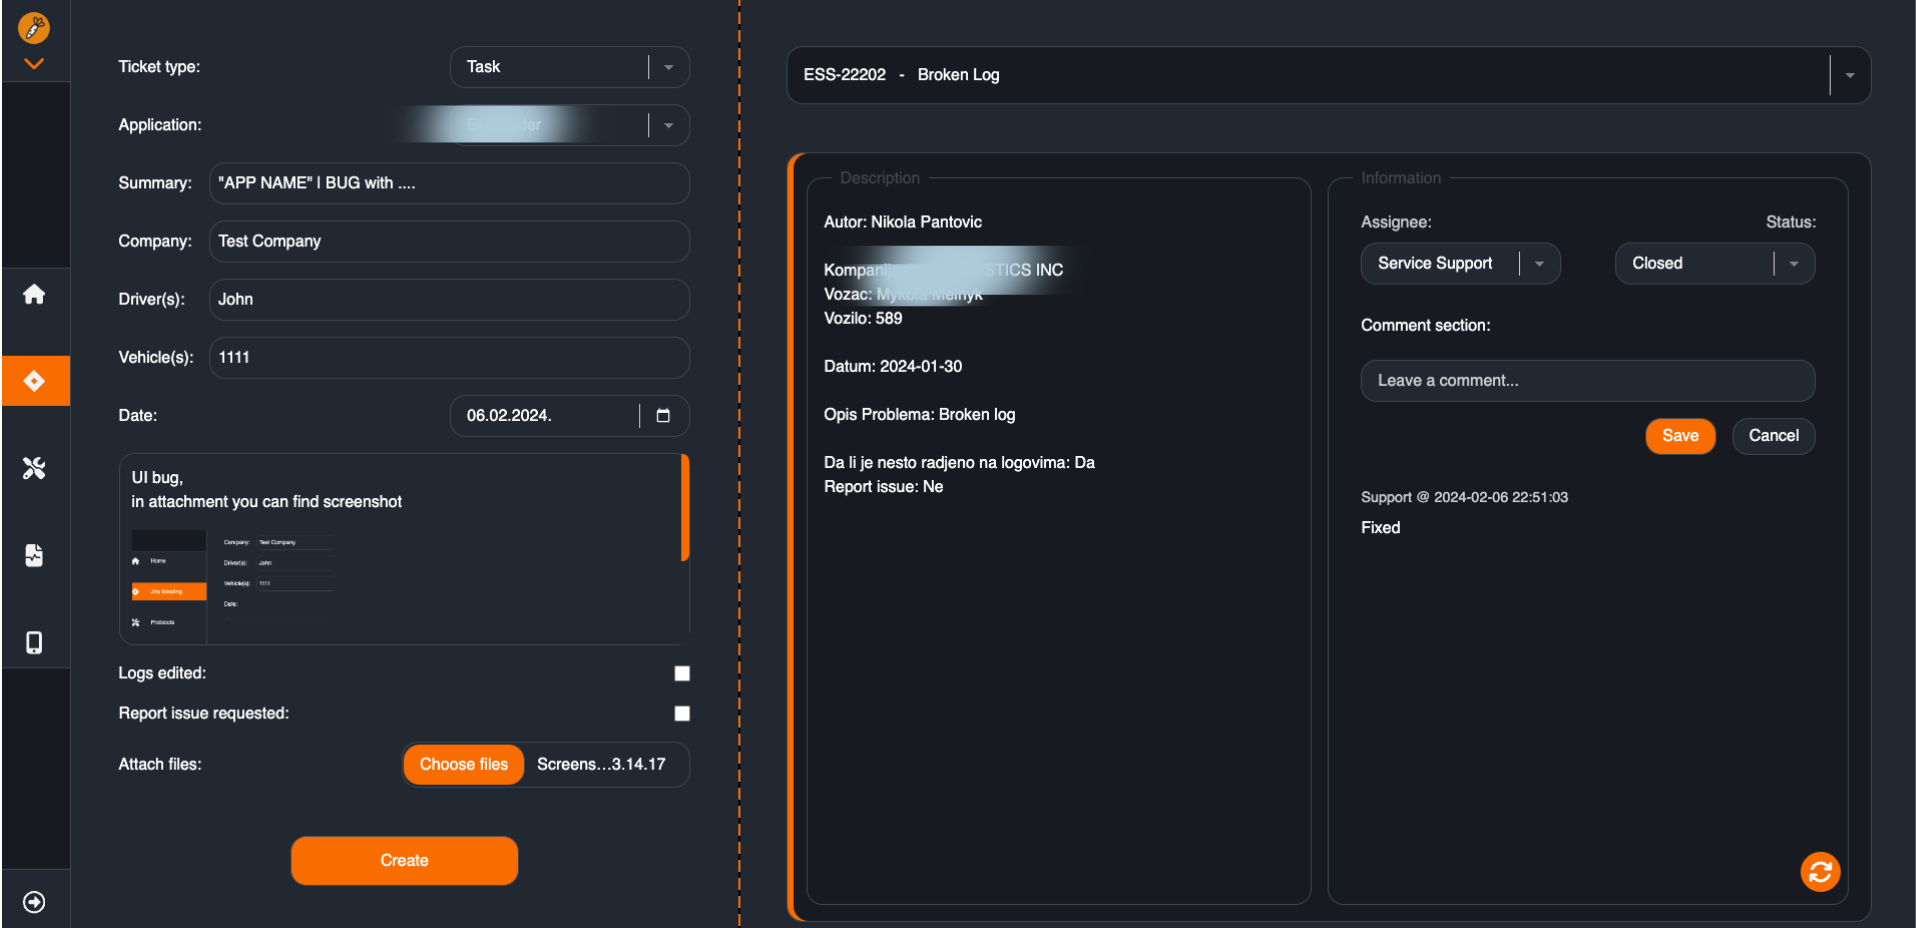 Ticket type:
Task
Application:
Summary:
"APP NAME" | BUG with ....
Company:
Test Company
Driver(s):
John
Vehicle(s):
1111
Date:
06.02.2024.
UI bug,
in attachment you can find screenshot
Company: Test Company
Home
Driver(s): John
Jira ticketing
Vehicle(s): 1111
Date:
Protocols
Logs edited:
Report issue requested:
Attach files:
Choose files
Screens...3.14.17
Create
ESS-22202 - Broken Log
Description
Autor: Nikola Pantovic
INC
Vozac: Mykola Melnyk
Vozilo: 589
Datum: 2024-01-30
Opis Problema: Broken log
Da li je nesto radjeno na logovima: Da
Report issue: Ne
Information
Assignee:
Status:
Service Support
Closed
Comment section:
Leave a comment...
Save
Cancel
Support @ 2024-02-06 22:51:03
Fixed